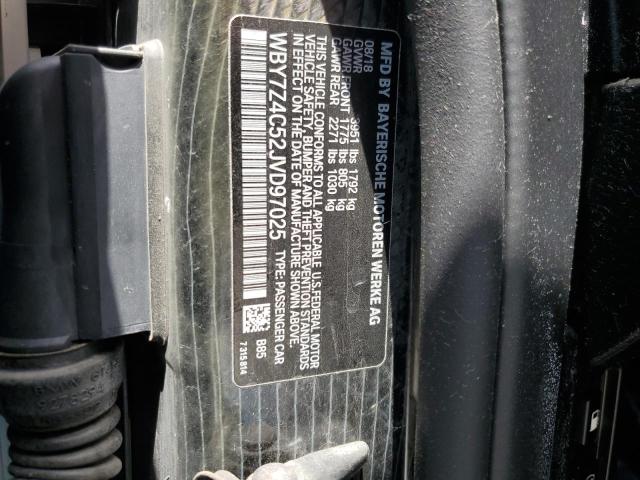 MFD BY BAYERISCHE MOTOREN WERKE AG
08/18
GVWR 3951 lbs 1792 kg
GAWR FRONT 1775 lbs 805 kg
GAWR REAR 2271 lbs 1030 kg
THIS VEHICLE CONFORMS TO ALL APPLICABLE U.S. FEDERAL MOTOR
VEHICLE SAFETY, BUMPER, AND THEFT PREVENTION STANDARDS
IN EFFECT ON THE DATE OF MANUFACTURE SHOWN ABOVE.
WBY7Z4C52JVD97025 TYPE: PASSENGER CAR
B85
7 315 814